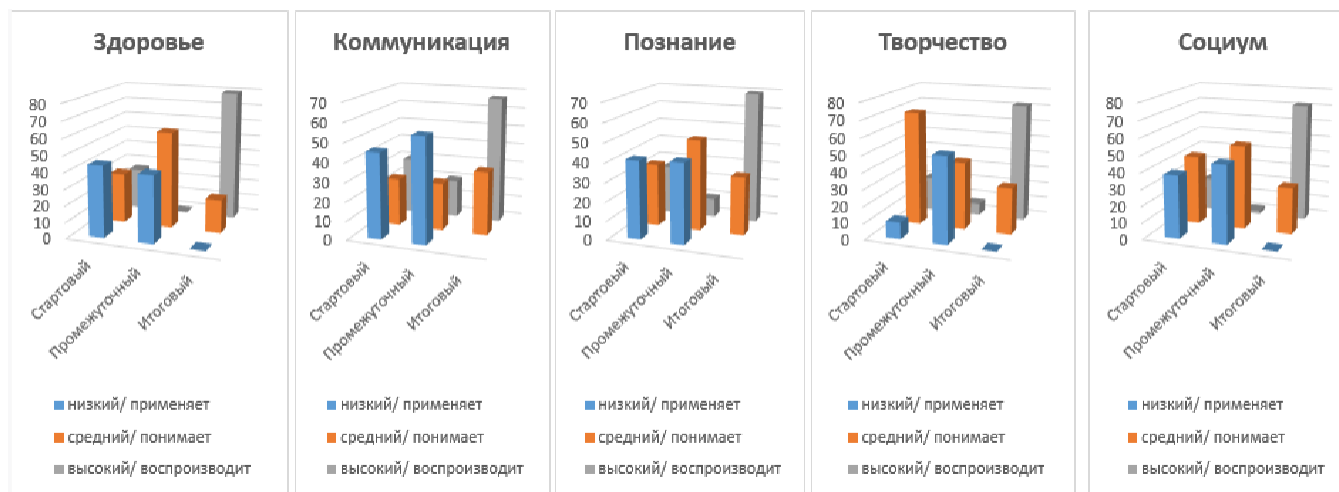 Здоровье
80
70
60
50
40
30
20
10
0
Стартовый
Промежуточный
Итоговый
низкий/ применяет
средний/ понимает
высокий/ воспроизводит
Коммуникация
70
60
50
40
30
20
10
0
Стартовый
Промежуточный
Итоговый
низкий/ применяет
средний/ понимает
высокий/ воспроизводит
Познание
70
60
50
40
30
20
10
0
Стартовый
Промежуточный
Итоговый
низкий/ применяет
средний/ понимает
высокий/ воспроизводит
Творчество
80
70
60
50
40
30
20
10
0
Стартовый
Промежуточный
Итоговый
низкий/ применяет
средний/ понимает
высокий/ воспроизводит
Социум
80
70
60
50
40
30
20
10
0
Стартовый
Промежуточный
Итоговый
низкий/ применяет
средний/ понимает
высокий/ воспроизводит